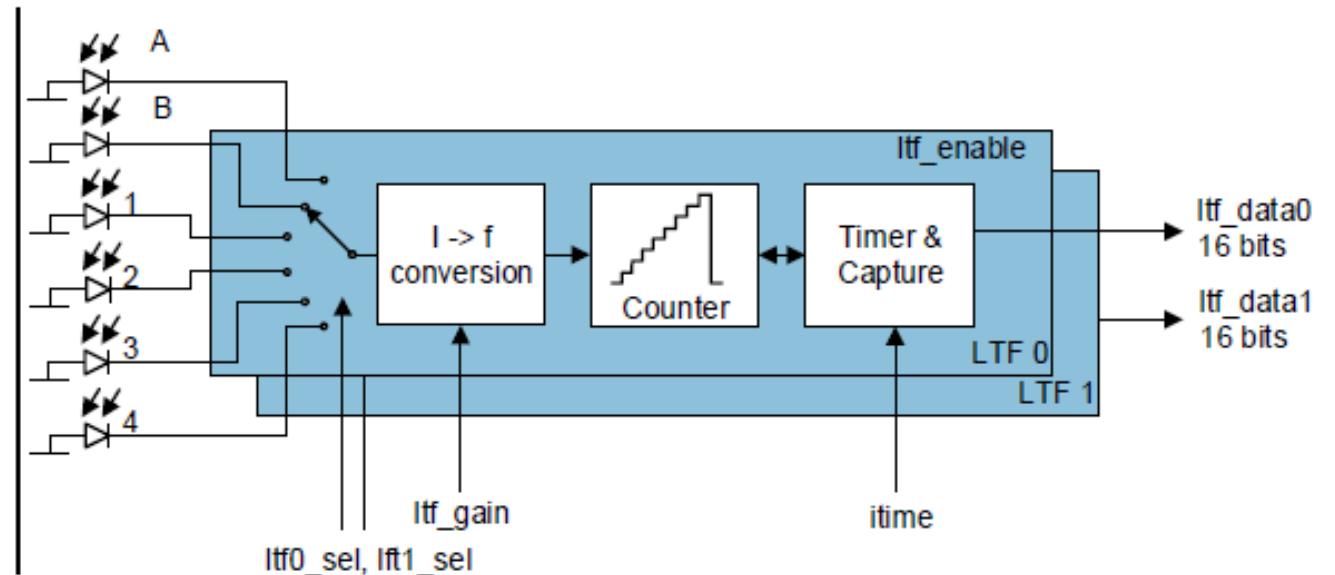 A
B
1
2
3
4
ltf_enable
I -> f
conversion
Counter
Timer &
Capture
LTF 0
LTF 1
ltf_data0
16 bits
ltf_data1
16 bits
ltf_gain
itime
ltf0_sel, lft1_sel